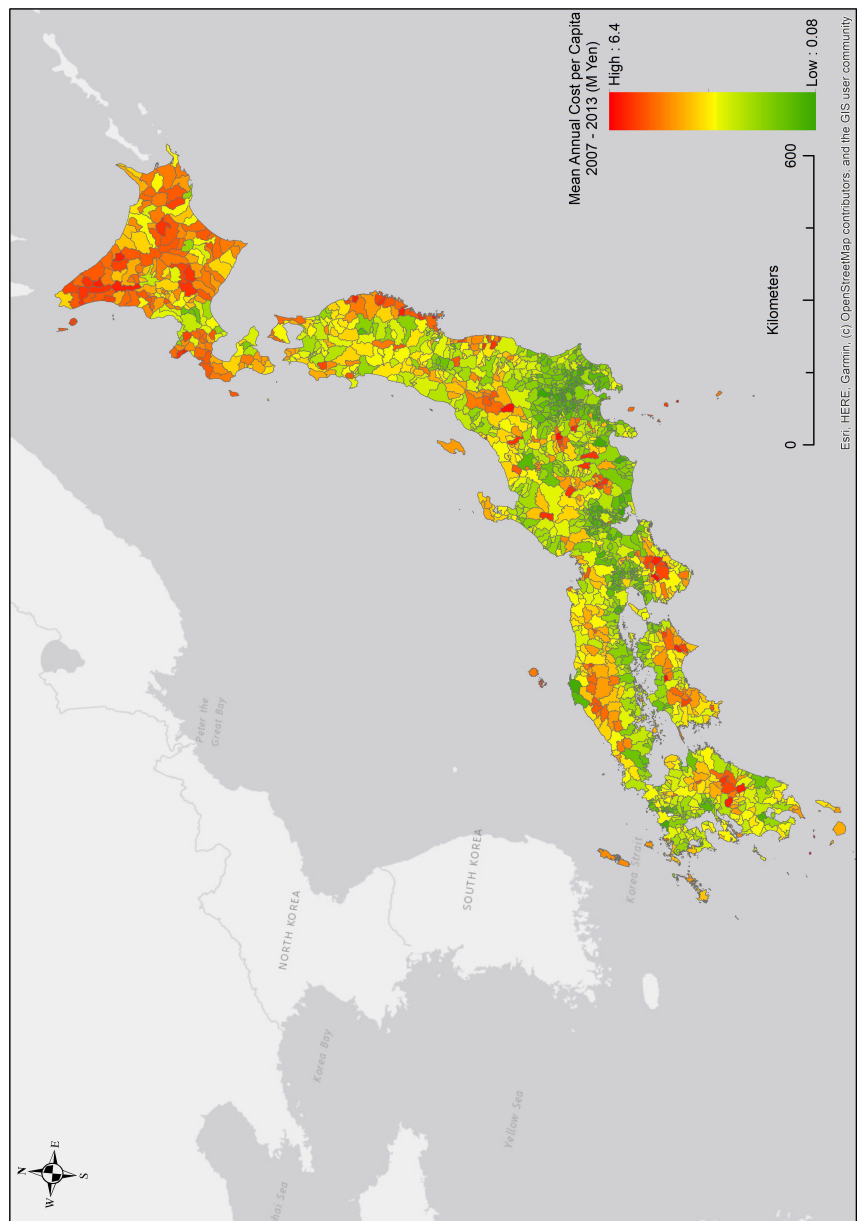 N
W
E
S
Peter the
Great Bay
NORTH KOREA
SOUTH KOREA
Korea Bay
Korea Strait
Yellow Sea
hai Sea
Mean Annual Cost per Capita
2007 - 2013 (M Yen)
High : 6.4
Low : 0.08
Kilometers
0
600
Esri, HERE, Garmin, (c) OpenStreetMap contributors, and the GIS user community